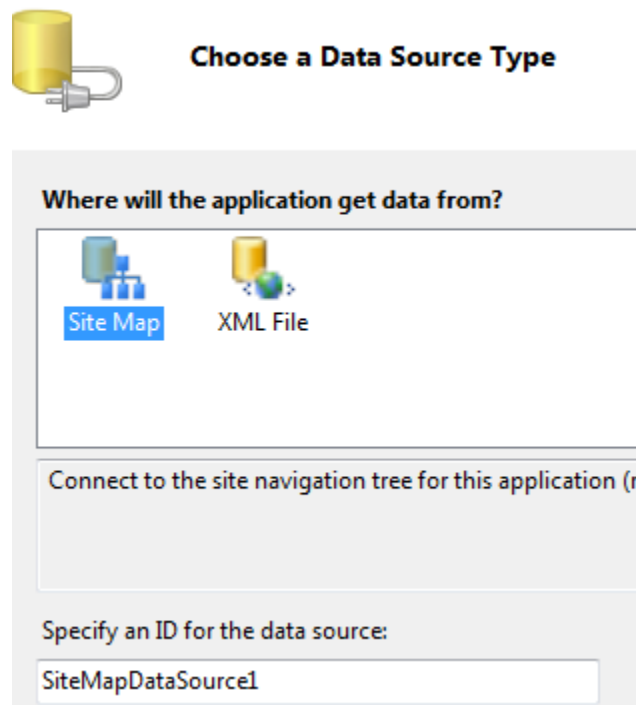 Choose a Data Source Type
Where will the application get data from?
Site Map XML File
Connect to the site navigation tree for this application (
Specify an ID for the data source:
SiteMapDataSource1